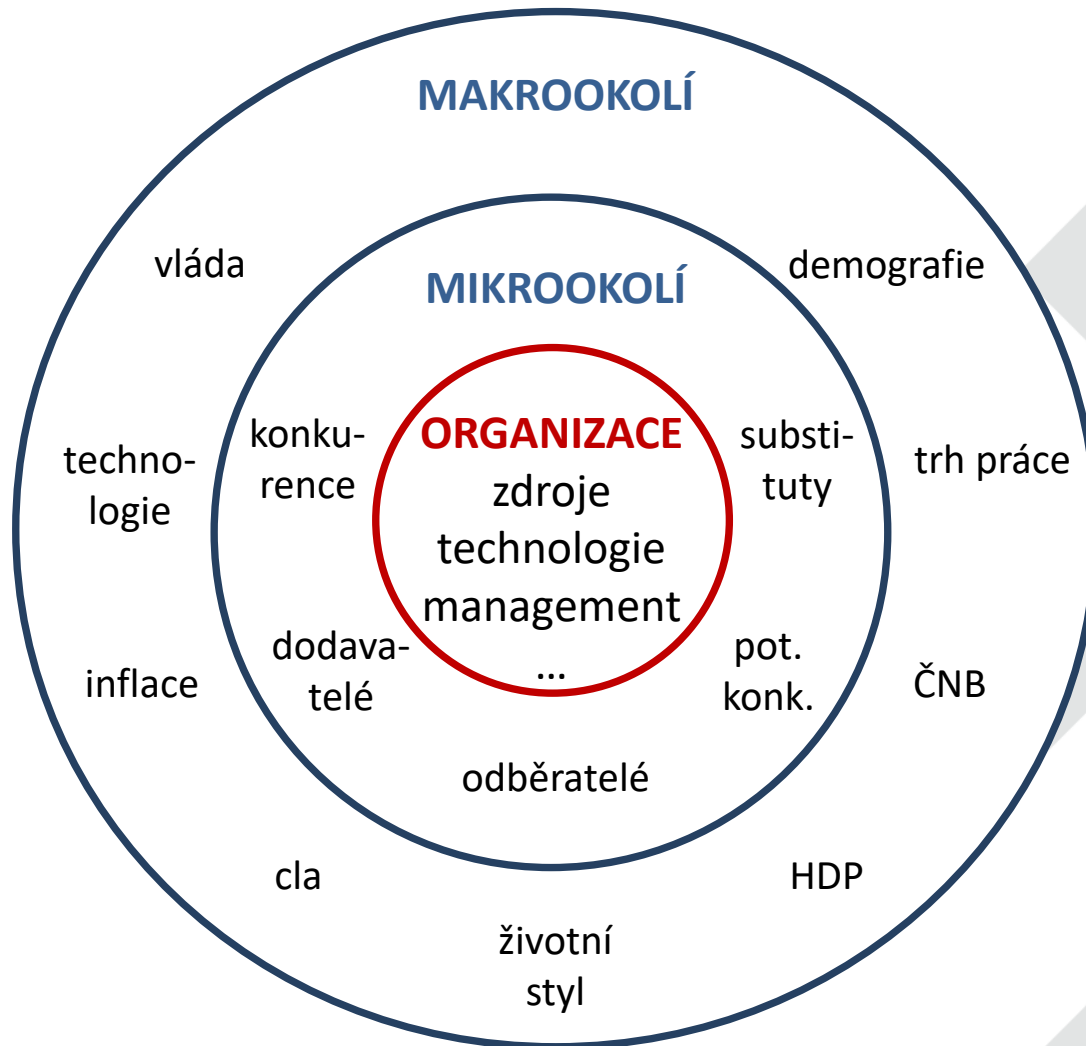 MAKROOKOLÍ
vláda
demografie
MIKROOKOLÍ
konku-
rence
ORGANIZACE
zdroje
technologie
management
...
substi-
tuty
techno-
logie
trh práce
inflace
dodava-
telé
pot.
konk.
ČNB
odběratelé
cla
HDP
životní
styl